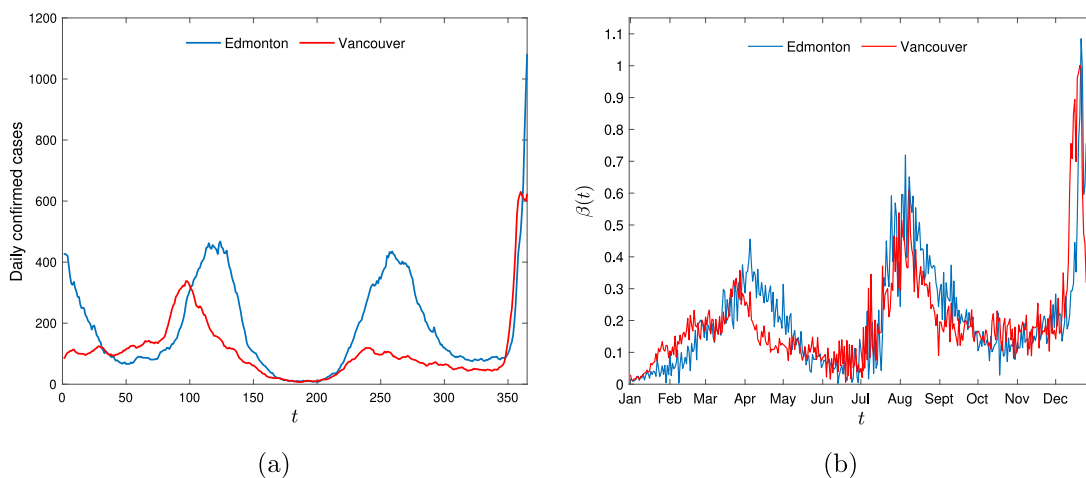 1200
1000
800
600
400
200
0
Daily confirmed cases
Edmonton Vancouver
0 50 100 150 200 250 300 350
t
(a)
1.1
1
0.9
0.8
0.7
0.6
0.5
0.4
0.3
0.2
0.1
0
β(t)
Edmonton Vancouver
Jan Feb Mar Apr May Jun Jul Aug Sept Oct Nov Dec
t
(b)